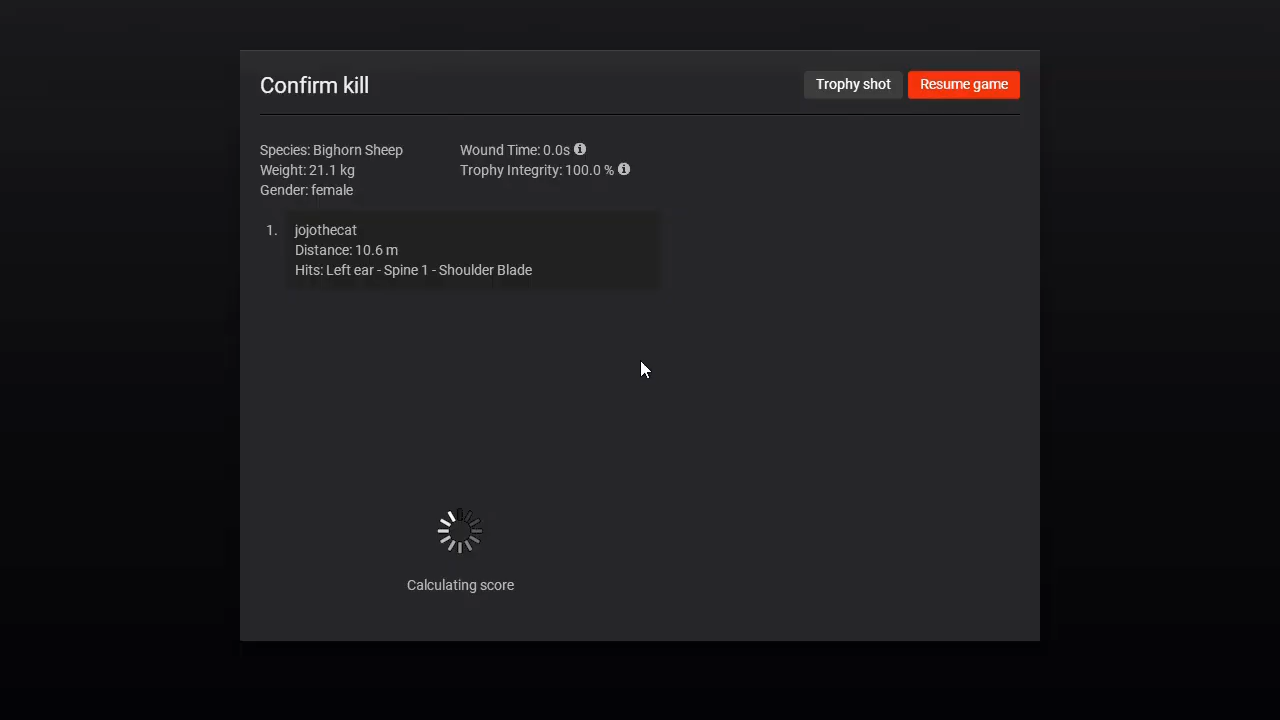 Confirm kill
Trophy shot
Resume game
Species: Bighorn Sheep
Weight: 21.1 kg
Gender: female
Wound Time: 0.0s
Trophy Integrity: 100.0 %
1. jojothecat
Distance: 10.6 m
Hits: Left ear - Spine 1 - Shoulder Blade
Calculating score